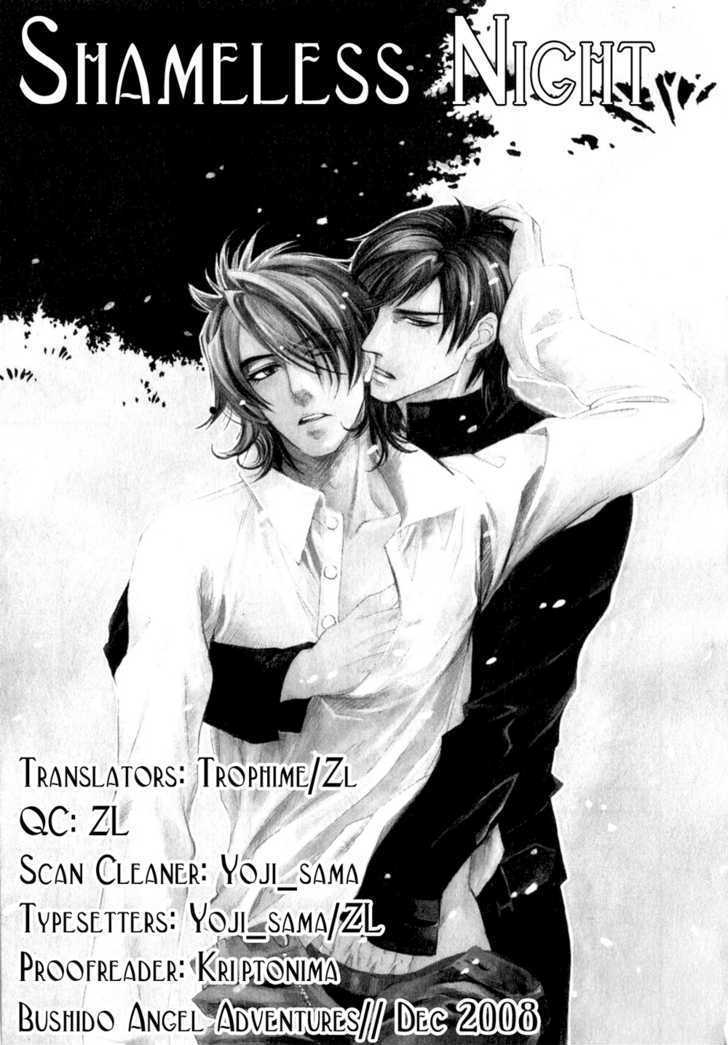 Shameless Night
Translators: Trophime/Zl
QC: ZL
Scan Cleaner: Yoji_sama
Typesetters: Yoji_sama/ZL
Proofreader: Kriptonima
Bushido Angel Adventures// Dec 2008